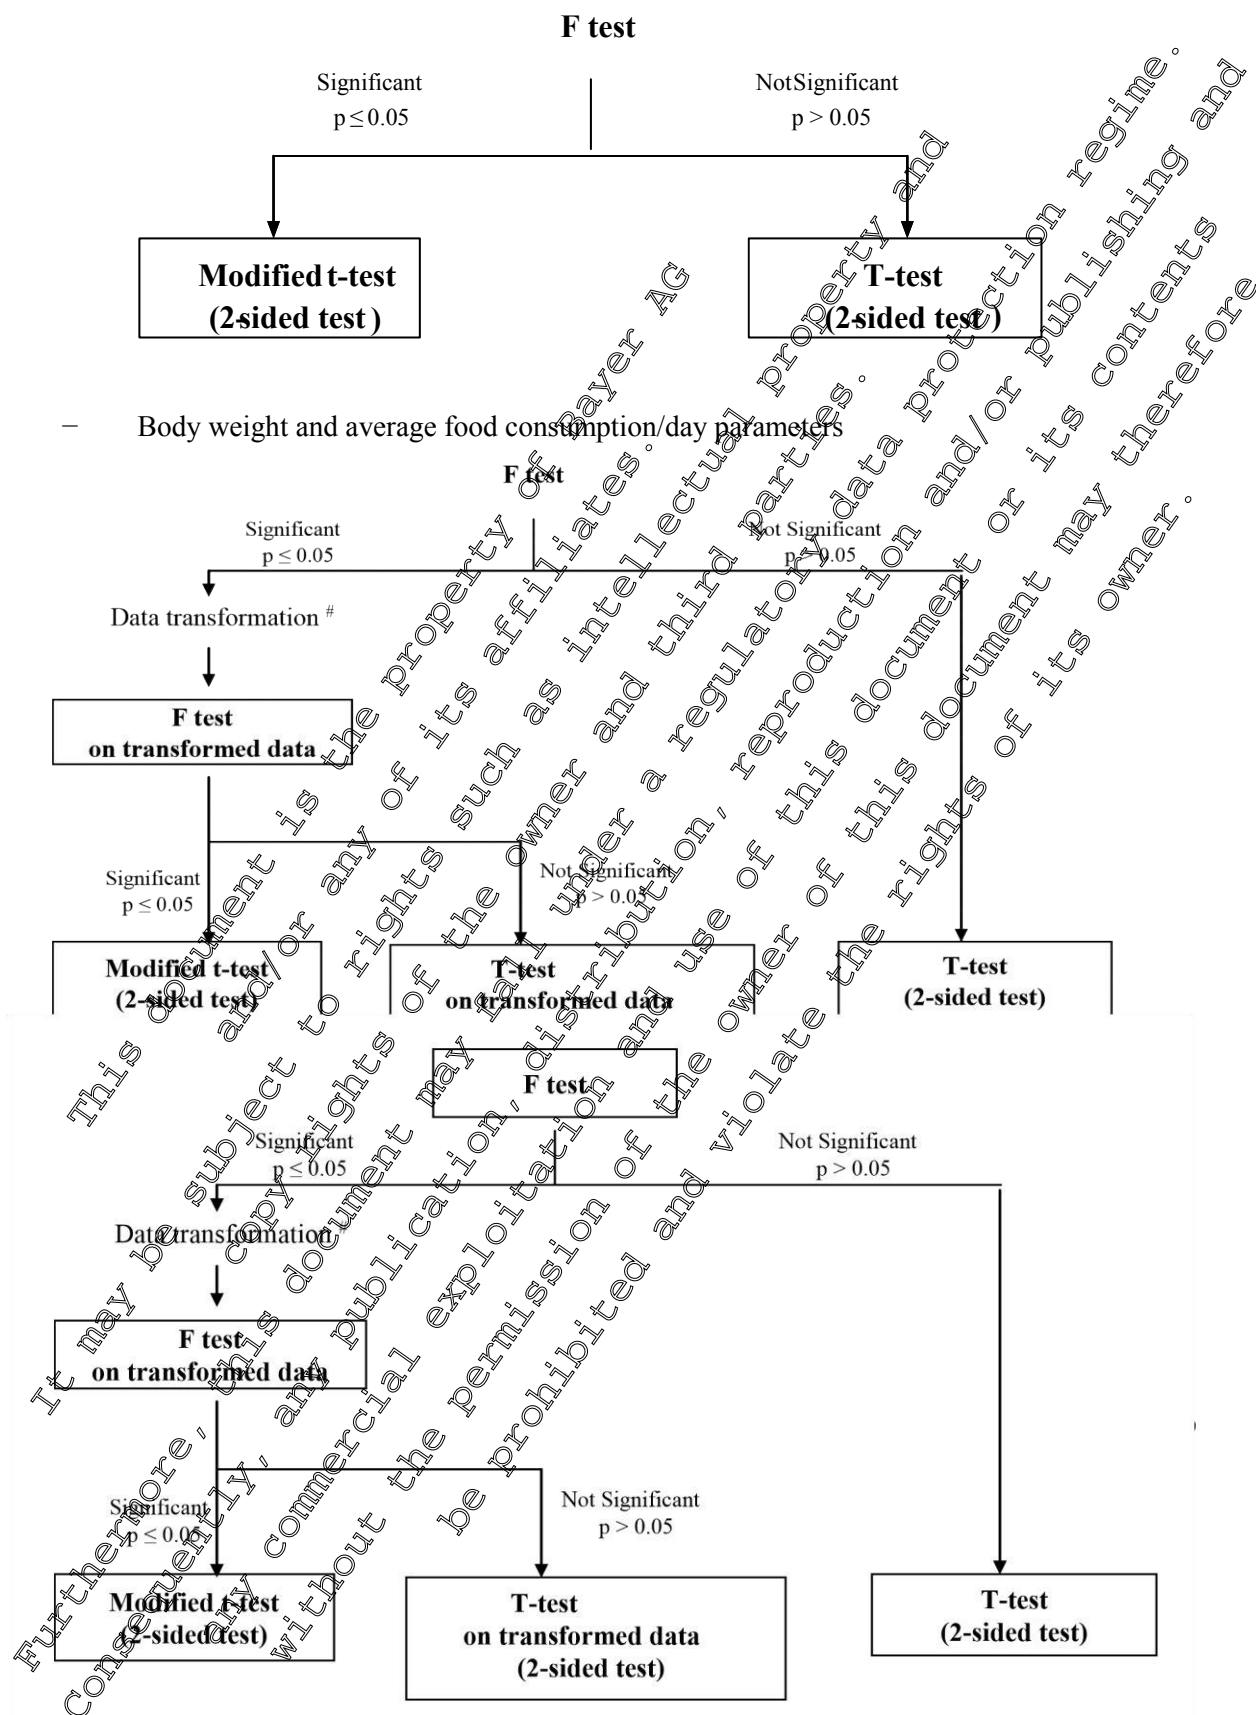 F test
Significant
p ≤ 0.05
NotSignificant
p > 0.05
Modified t-test
(2-sided test )
T-test
(2-sided test )
– Body weight and average food consumption/day parameters
F test
Significant
p ≤ 0.05
Not Significant
p > 0.05
Data transformation #
F test
on transformed data
Significant
p ≤ 0.05
Not Significant
p > 0.05
Modified t-test
(2-sided test)
T-test
on transformed data
T-test
(2-sided test)
F test
Significant
p ≤ 0.05
Not Significant
p > 0.05
Data transformation #
F test
on transformed data
Significant
p ≤ 0.05
Not Significant
p > 0.05
Modified t-test
(2-sided test)
T-test
on transformed data
(2-sided test)
T-test
(2-sided test)
This document is the property of Bayer AG
and/or any of its affiliates.
It may be subject to rights such as intellectual property and
copy rights of the owner and third parties.
Furthermore, this document may fall under a regulatory data protection regime.
Consequently, any publication, distribution, reproduction and/or publishing and
any commercial exploitation and use of this document or its contents
without the permission of the owner of this document may therefore
be prohibited and violate the rights of its owner.